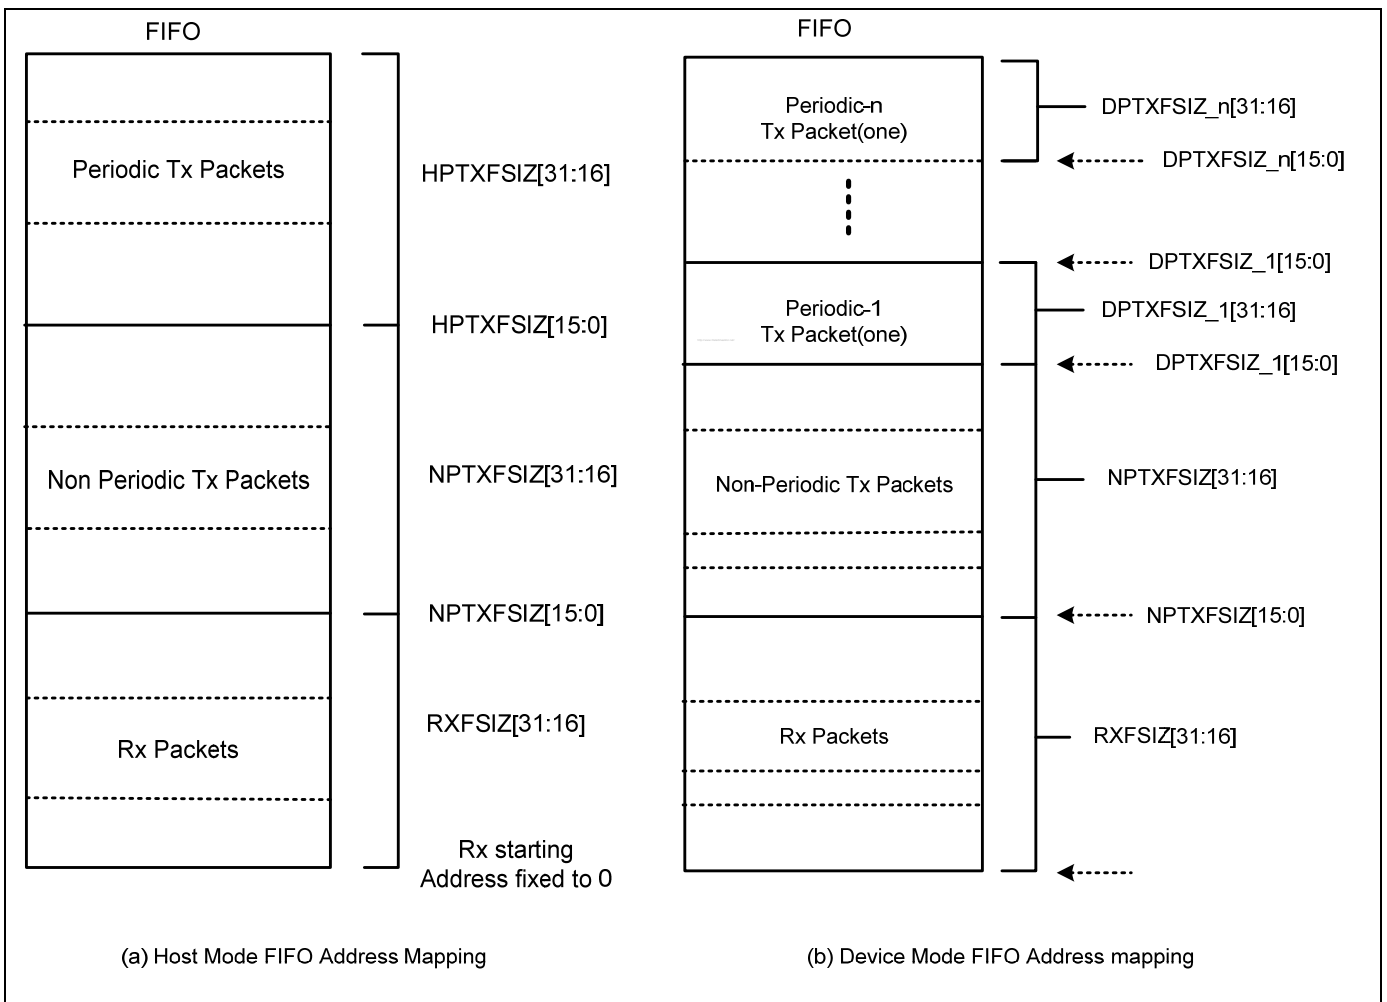 FIFO
Periodic Tx Packets
HPTXFSIZ[31:16]
HPTXFSIZ[15:0]
Non Periodic Tx Packets
NPTXFSIZ[31:16]
NPTXFSIZ[15:0]
RXFSIZ[31:16]
Rx Packets
Rx starting
Address fixed to 0
(a) Host Mode FIFO Address Mapping
FIFO
Periodic-n
Tx Packet(one)
DPTXFSIZ_n[31:16]
DPTXFSIZ_n[15:0]
DPTXFSIZ_1[15:0]
Periodic-1
Tx Packet(one)
DPTXFSIZ_1[31:16]
DPTXFSIZ_1[15:0]
Non-Periodic Tx Packets
NPTXFSIZ[31:16]
NPTXFSIZ[15:0]
Rx Packets
RXFSIZ[31:16]
(b) Device Mode FIFO Address mapping